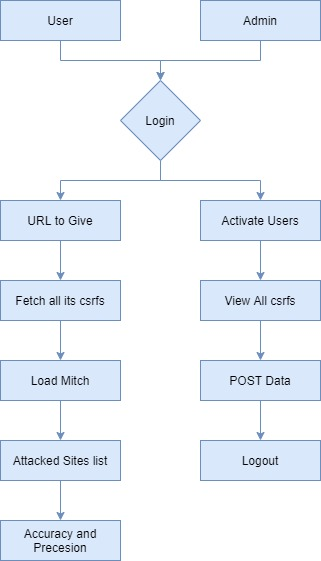 User
Admin
Login
URL to Give
Activate Users
Fetch all its csrfs
View All csrfs
Load Mitch
POST Data
Attacked Sites list
Logout
Accuracy and
Precesion